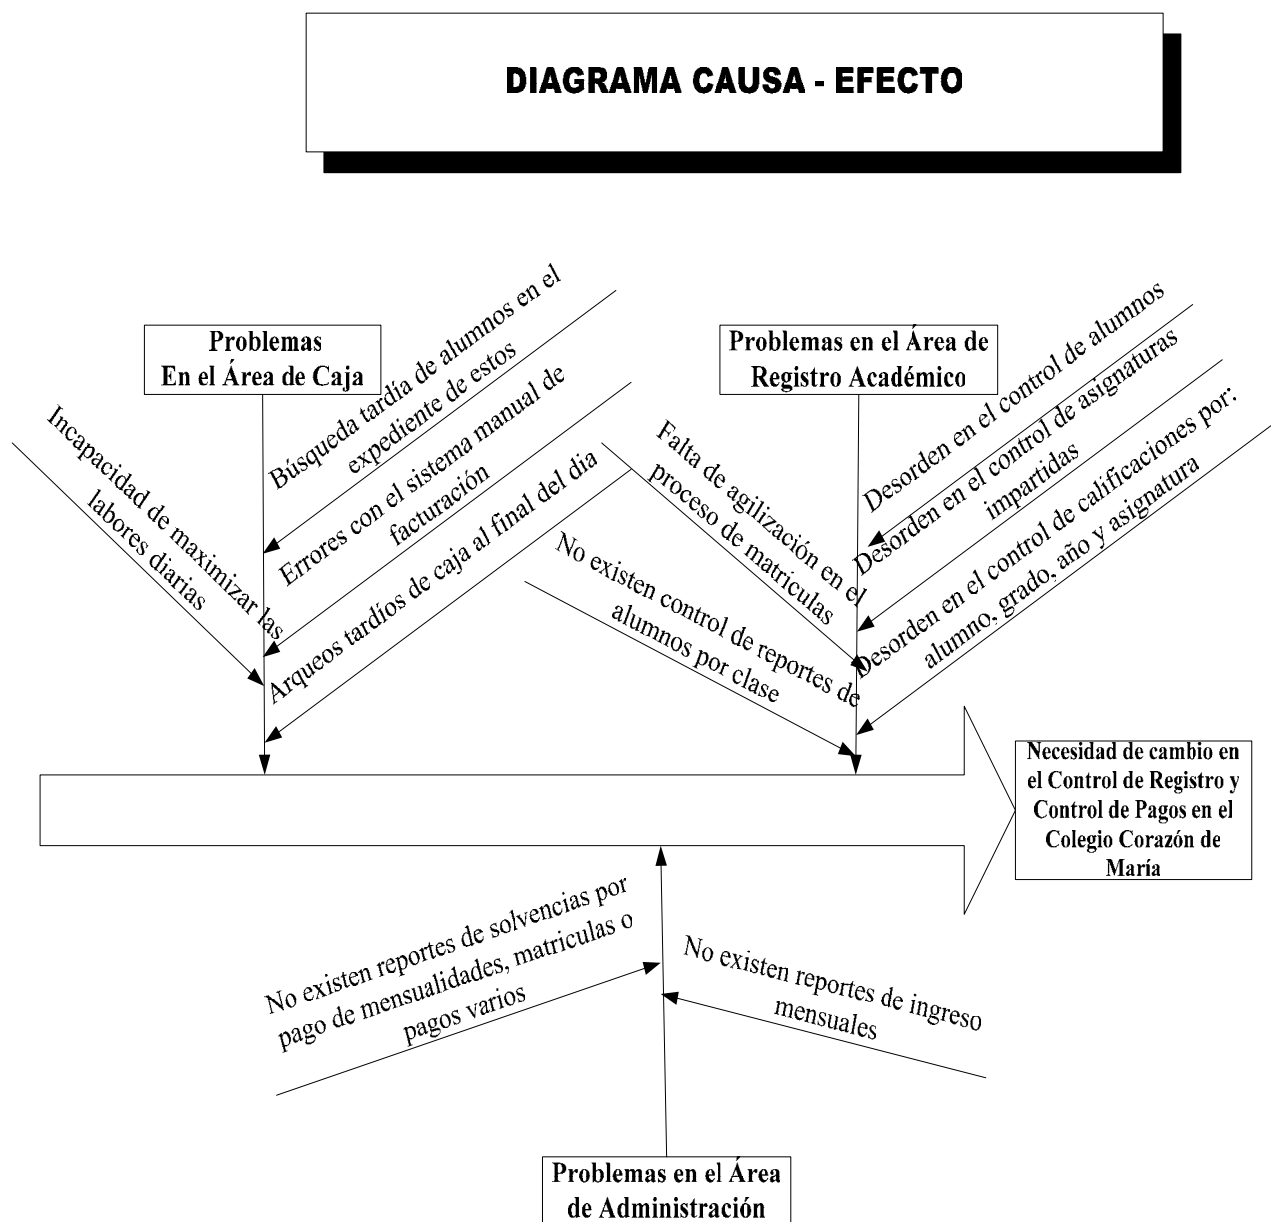 DIAGRAMA CAUSA - EFECTO
Problemas
En el Área de Caja
Incapacidad de maximizar las
labores diarias
Búsqueda tardía de alumnos en el
expediente de estos
Errores con el sistema manual de
facturación
Arqueos tardíos de caja al final del dia
Problemas en el Área de
Registro Académico
Falta de agilización en el
proceso de matrículas
No existen control de reportes de
alumnos por clase
Desorden en el control de alumnos
Desorden en el control de asignaturas
impartidas
Desorden en el control de calificaciones por:
alumno, grado, año y asignatura
Necesidad de cambio en
el Control de Registro y
Control de Pagos en el
Colegio Corazón de
María
No existen reportes de solvencias por
pago de mensualidades, matriculas o
pagos varios
No existen reportes de ingreso
mensuales
Problemas en el Área
de Administración